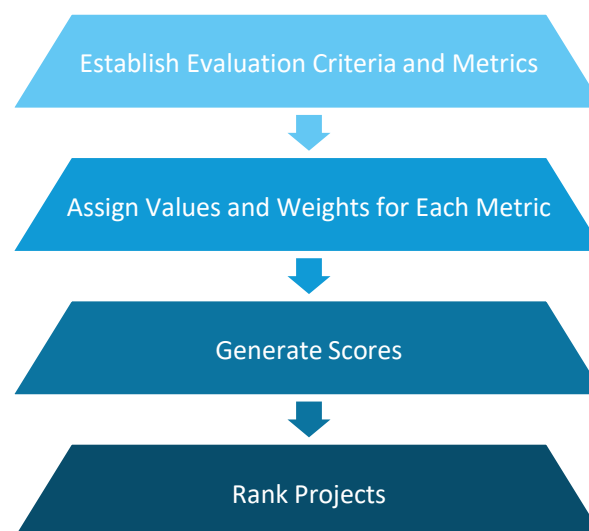 Establish Evaluation Criteria and Metrics
Assign Values and Weights for Each Metric
Generate Scores
Rank Projects